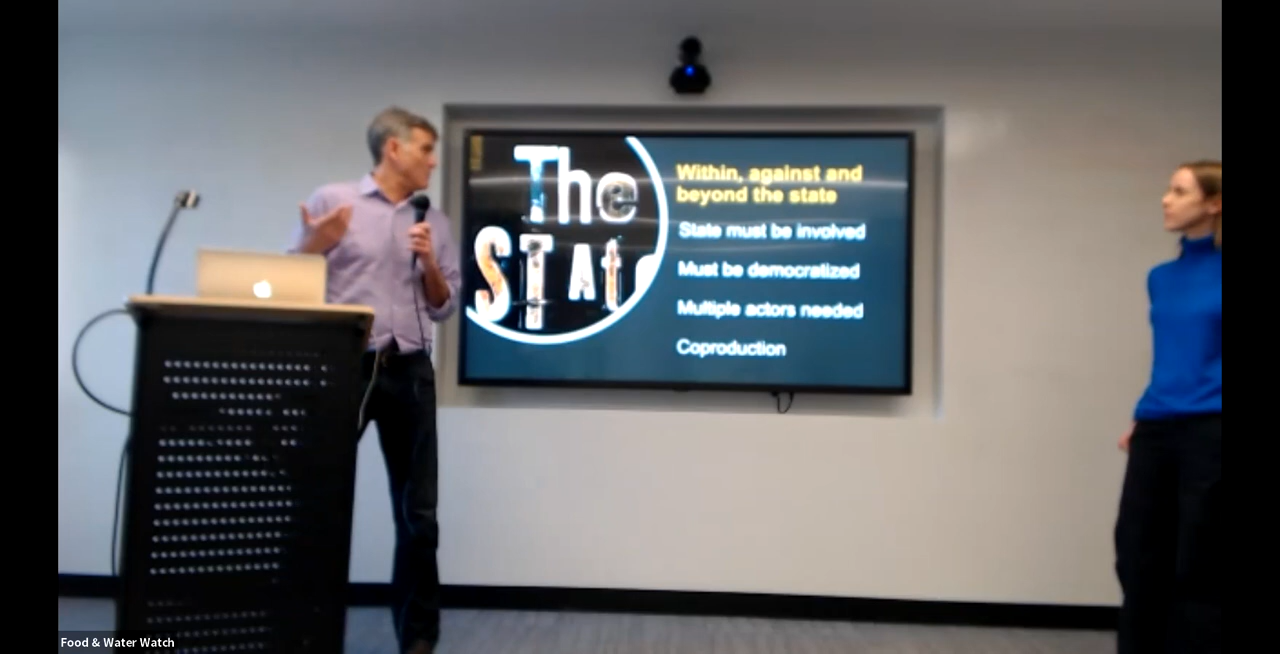 The
STATe
Within, against and
beyond the state
State must be involved
Must be democratized
Multiple actors needed
Coproduction
Food & Water Watch